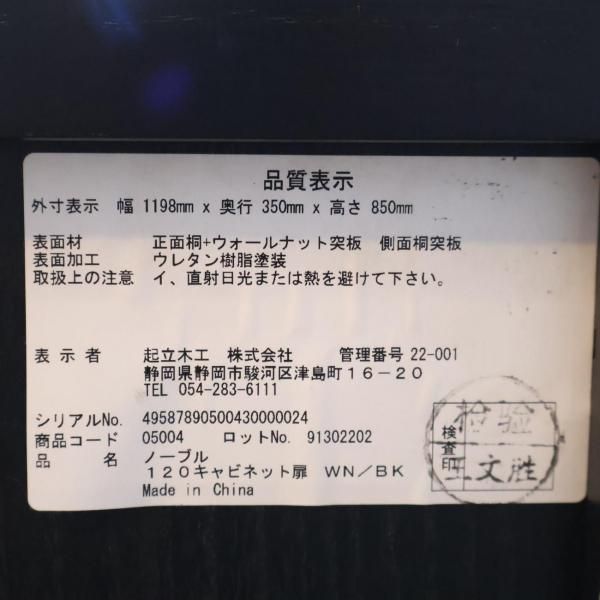 品質表示
外寸表示 幅 1198mm x 奥行 350mm x 高さ 850mm
表面材 正面桐+ウォールナット突板 側面桐突板
表面加工 ウレタン樹脂塗装
取扱上の注意 イ、直射日光または熱を避けて下さい。
表示者 起立木工 株式会社 管理番号 22-001
静岡県静岡市駿河区津島町16-20
TEL 054-283-6111
シリアルNo. 49587890500430000024
商品コード 05004 ロットNo. 91302202
品名 ノーブル
120キャビネット扉 WN/BK
Made in China
検査印
检验
王文胜